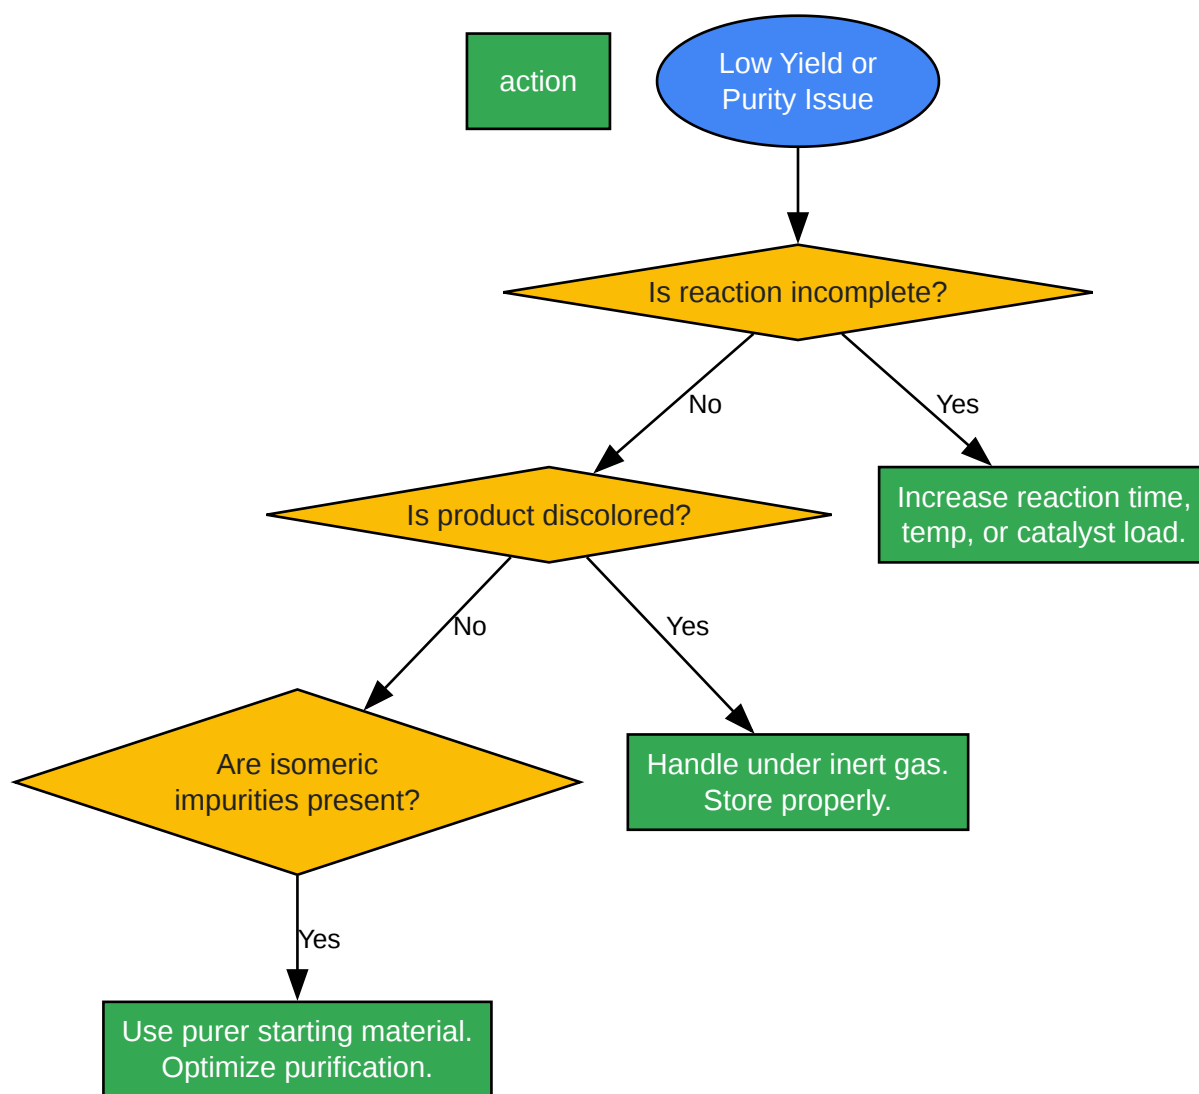 action
Low Yield or
Purity Issue
Is reaction incomplete?
No
Yes
Is product discolored?
Increase reaction time,
temp, or catalyst load.
No
Yes
Are isomeric
impurities present?
Handle under inert gas.
Store properly.
Yes
Use purer starting material.
Optimize purification.